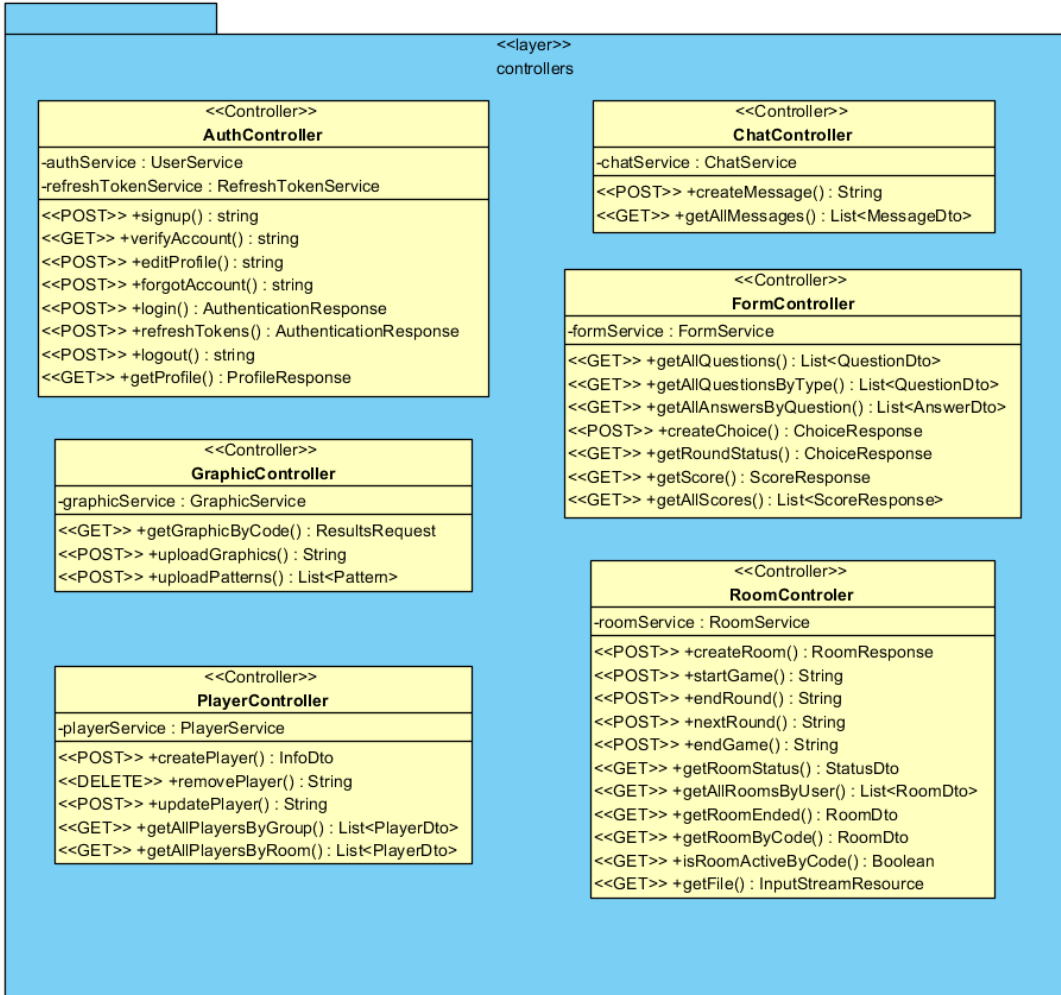 <<layer>>
controllers
<<Controller>>
AuthController
-authService : UserService
-refreshTokenService : RefreshTokenService
<<POST>> +signup() : string
<<GET>> +verifyAccount() : string
<<POST>> +editProfile() : string
<<POST>> +forgotAccount() : string
<<POST>> +login() : AuthenticationResponse
<<POST>> +refreshTokens() : AuthenticationResponse
<<POST>> +logout() : string
<<GET>> +getProfile() : ProfileResponse
<<Controller>>
ChatController
-chatService : ChatService
<<POST>> +createMessage() : String
<<GET>> +getAllMessages() : List<MessageDto>
<<Controller>>
FormController
-formService : FormService
<<GET>> +getAllQuestions() : List<QuestionDto>
<<GET>> +getAllQuestionsByType() : List<QuestionDto>
<<GET>> +getAllAnswersByQuestion() : List<AnswerDto>
<<POST>> +createChoice() : ChoiceResponse
<<GET>> +getRoundStatus() : ChoiceResponse
<<GET>> +getScore() : ScoreResponse
<<GET>> +getAllScores() : List<ScoreResponse>
<<Controller>>
GraphicController
-graphicService : GraphicService
<<GET>> +getGraphicByCode() : ResultsRequest
<<POST>> +uploadGraphics() : String
<<POST>> +uploadPatterns() : List<Pattern>
<<Controller>>
RoomControler
-roomService : RoomService
<<POST>> +createRoom() : RoomResponse
<<POST>> +startGame() : String
<<POST>> +endRound() : String
<<POST>> +nextRound() : String
<<POST>> +endGame() : String
<<GET>> +getRoomStatus() : StatusDto
<<GET>> +getAllRoomsByUser() : List<RoomDto>
<<GET>> +getRoomEnded() : RoomDto
<<GET>> +getRoomByCode() : RoomDto
<<GET>> +isRoomActiveByCode() : Boolean
<<GET>> +getFile() : InputStreamResource
<<Controller>>
PlayerController
-playerService : PlayerService
<<POST>> +createPlayer() : InfoDto
<<DELETE>> +removePlayer() : String
<<POST>> +updatePlayer() : String
<<GET>> +getAllPlayersByGroup() : List<PlayerDto>
<<GET>> +getAllPlayersByRoom() : List<PlayerDto>